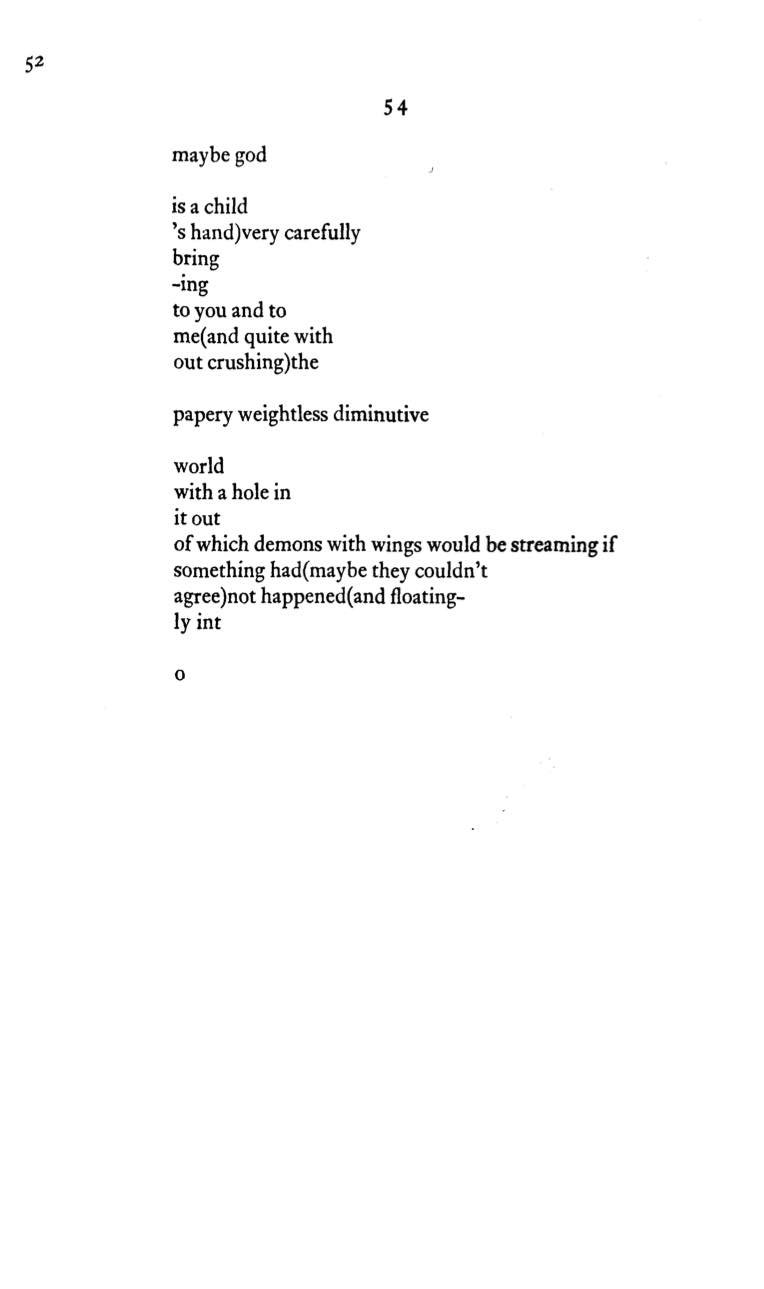 52
54
maybe god
is a child
's hand)very carefully
bring
-ing
to you and to
me(and quite with
out crushing)the
papery weightless diminutive
world
with a hole in
it out
of which demons with wings would be streaming if
something had(maybe they couldn't
agree)not happened(and floating-
ly int
o